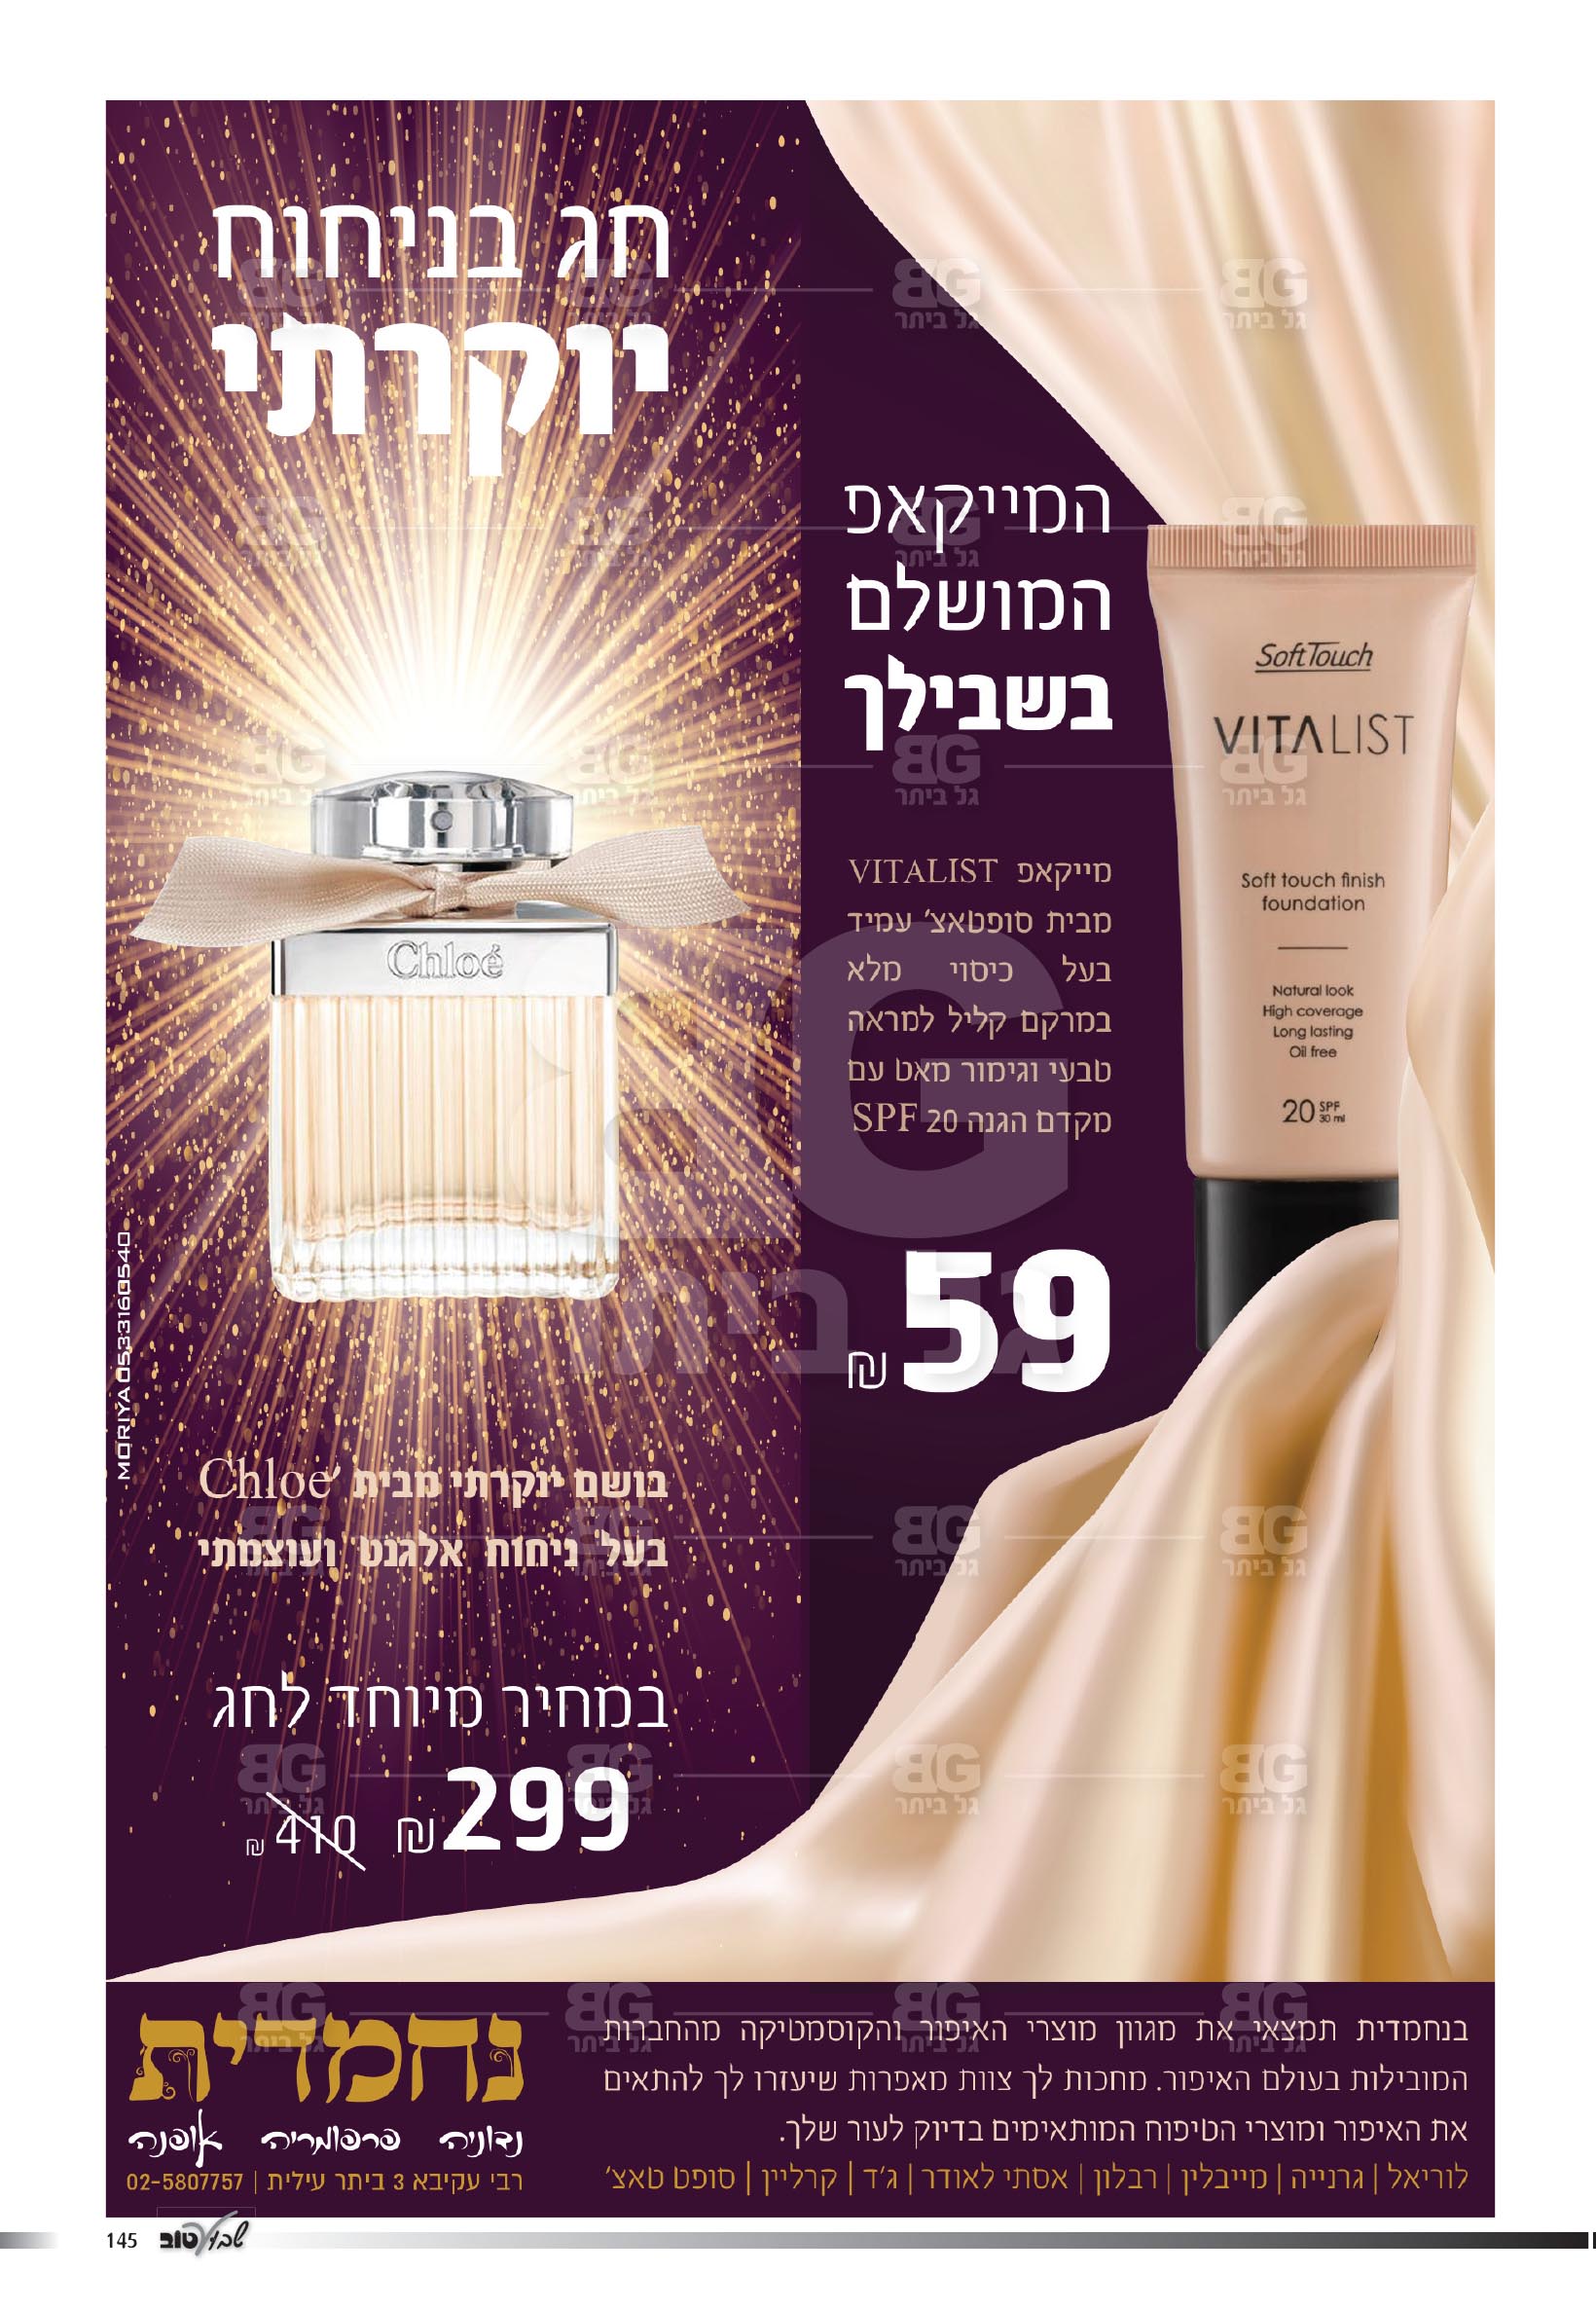 חג בניחוח
יוקרתי
Chloé
בושם יוקרתי מבית Chloe'
בעל ניחוח אלגנט ועוצמתי
במחיר מיוחד לחג
299 ₪ 410 ₪
MORIYA 0533160540
המייקאפ
המושלם
בשבילך
מייקאפ VITALIST
מבית סופטאצ' עמיד
בעל כיסוי מלא
במרקם קליל למראה
טבעי וגימור מאט עם
מקדם הגנה SPF 20
59 ₪
Soft Touch
VITALIST
Soft touch finish
foundation
Natural look
High coverage
Long lasting
Oil free
20 SPF
30 ml
בנחמדית תמצאי את מגוון מוצרי האיפור והקוסמטיקה מהחברות
המובילות בעולם האיפור. מחכות לך צוות מאפרות שיעזרו לך להתאים
את האיפור ומוצרי הטיפוח המותאימים בדיוק לעור שלך.
לוריאל | גרנייה | מייבלין | רבלון | אסתי לאודר | ג'ד | קרליין | סופט טאצ'
נחמדית
נדוניה פרפומריה אופנה
רבי עקיבא 3 ביתר עילית | 02-5807757
BG
גל ביתר
145 שבוע טוב